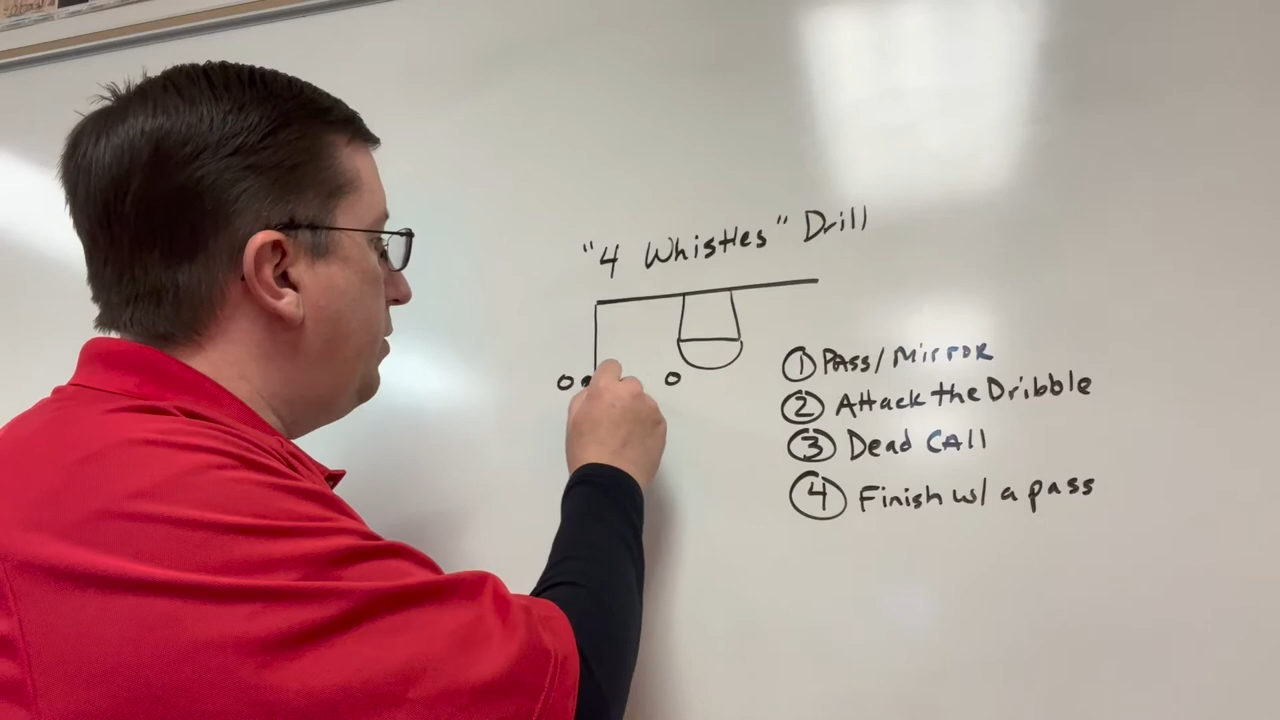 "4 Whistles" Drill
① Pass/Mirror
② Attack the Dribble
③ Dead Call
④ Finish w/ a pass